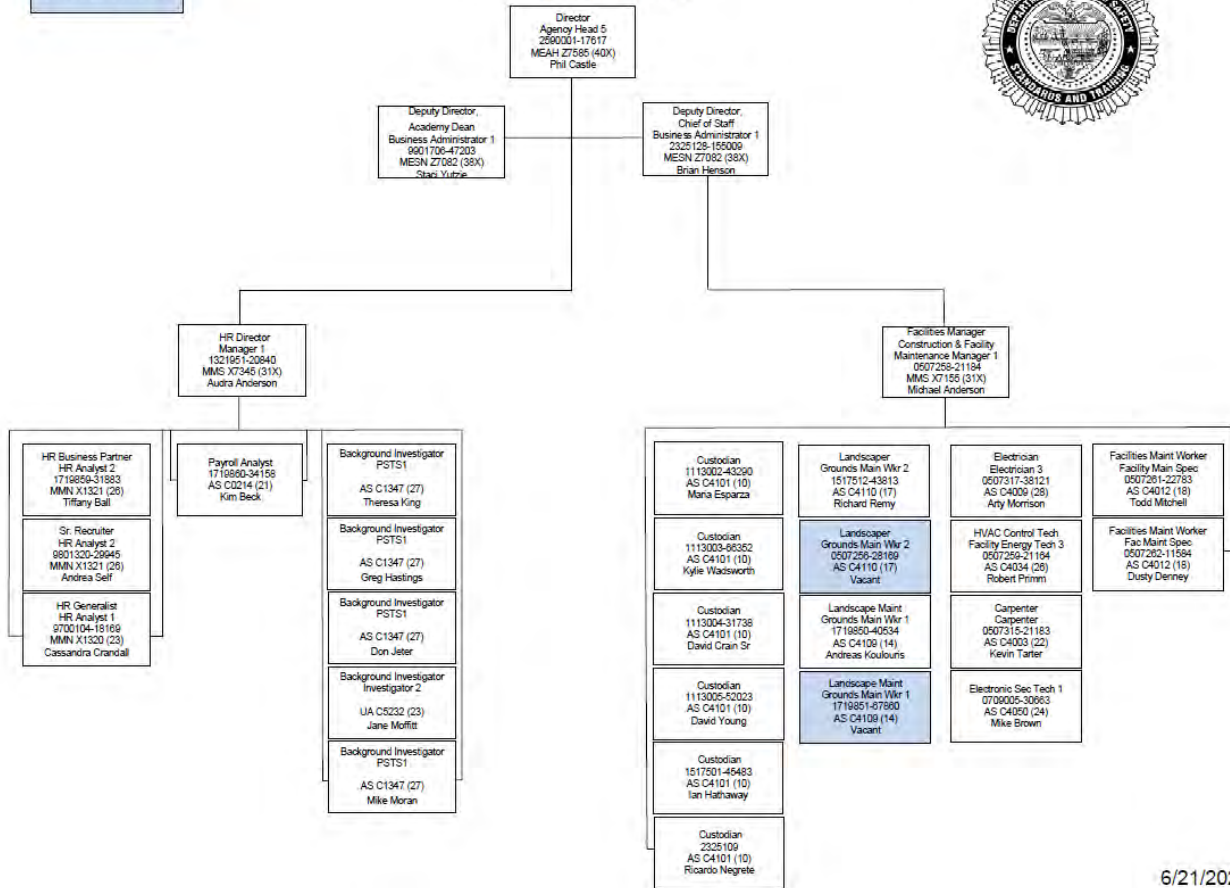 Director
Agency Head 5
2590001-17617
MEAH Z7585 (40X)
Phil Castle
SAFETY
STANDARDS AND TRAINING
Deputy Director,
Academy Dean
Business Administrator 1
9901706-47203
MESN Z7082 (38X)
Staci Yutzie
Deputy Director,
Chief of Staff
Business Administrator 1
2325128-155009
MESN Z7082 (38X)
Brian Henson
HR Director
Manager 1
1321951-20840
MMS X7345 (31X)
Audra Anderson
Facilities Manager
Construction & Facility
Maintenance Manager 1
0507258-21184
MMS X7155 (31X)
Michael Anderson
HR Business Partner
HR Analyst 2
1719859-31883
MMN X1321 (26)
Tiffany Ball
Sr. Recruiter
HR Analyst 2
9801320-29945
MMN X1321 (26)
Andrea Self
HR Generalist
HR Analyst 1
9700104-18169
MMN X1320 (23)
Cassandra Crandall
Payroll Analyst
1719860-34158
AS C0214 (21)
Kim Beck
Background Investigator
PSTS1
AS C1347 (27)
Theresa King
Background Investigator
PSTS1
AS C1347 (27)
Greg Hastings
Background Investigator
PSTS1
AS C1347 (27)
Don Jeter
Background Investigator
Investigator 2
UA C5232 (23)
Jane Moffitt
Background Investigator
PSTS1
AS C1347 (27)
Mike Moran
Custodian
1113002-43290
AS C4101 (10)
Maria Esparza
Custodian
1113003-66352
AS C4101 (10)
Kylie Wadsworth
Custodian
1113004-31738
AS C4101 (10)
David Crain Sr
Custodian
1113005-52023
AS C4101 (10)
David Young
Custodian
1517501-45483
AS C4101 (10)
Ian Hathaway
Custodian
2325109
AS C4101 (10)
Ricardo Negrete
Landscaper
Grounds Main Wkr 2
1517512-43813
AS C4110 (17)
Richard Remy
Landscaper
Grounds Main Wkr 2
0507256-28169
AS C4110 (17)
Vacant
Landscape Maint
Grounds Main Wkr 1
1719850-40534
AS C4109 (14)
Andreas Koulouris
Landscape Maint
Grounds Main Wkr 1
1719851-67860
AS C4109 (14)
Vacant
Electrician
Electrician 3
0507317-38121
AS C4009 (28)
Arty Morrison
HVAC Control Tech
Facility Energy Tech 3
0507259-21164
AS C4034 (26)
Robert Primm
Carpenter
Carpenter
0507315-21183
AS C4003 (22)
Kevin Tarter
Electronic Sec Tech 1
0709005-30663
AS C4050 (24)
Mike Brown
Facilities Maint Worker
Facility Main Spec
0507261-22783
AS C4012 (18)
Todd Mitchell
Facilities Maint Worker
Fac Maint Spec
0507262-11584
AS C4012 (18)
Dusty Denney
6/21/202